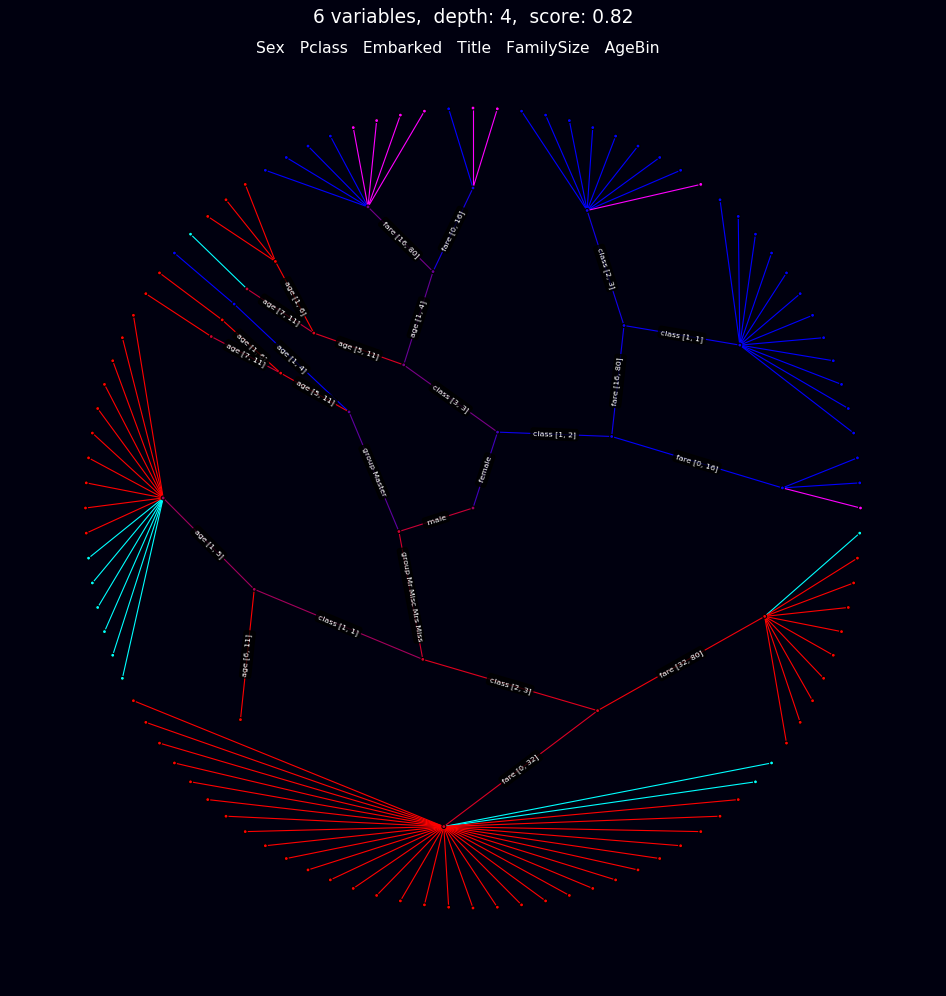 6 variables,  depth: 4,  score: 0.82
Sex   Pclass   Embarked   Title   FamilySize   AgeBin
fare [16, 80]
fare [0, 16]
class [2, 3]
age [1, 6]
age [7, 11]
age [1, 4]
class [1, 1]
age [5, 11]
age [1, 4]
age [7, 11]
age [5, 11]
class [3, 3]
fare [16, 80]
class [1, 2]
fare [0, 16]
group Master
female
male
age [1, 5]
group Mr Misc Mrs Miss
class [1, 1]
age [6, 11]
class [2, 3]
fare [32, 80]
fare [0, 32]